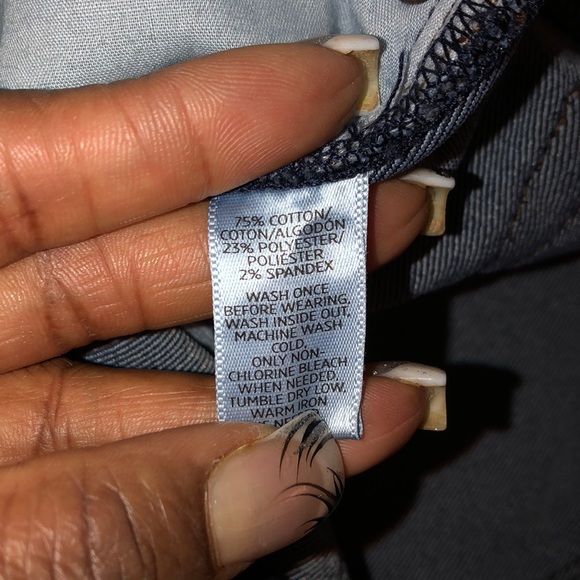 75% COTTON/
COTON/ALGODÓN
23% POLYESTER/
POLIÉSTER
2% SPANDEX
WASH ONCE
BEFORE WEARING,
WASH INSIDE OUT,
MACHINE WASH
COLD,
ONLY NON-
CHLORINE BLEACH
WHEN NEEDED
TUMBLE DRY LOW,
WARM IRON